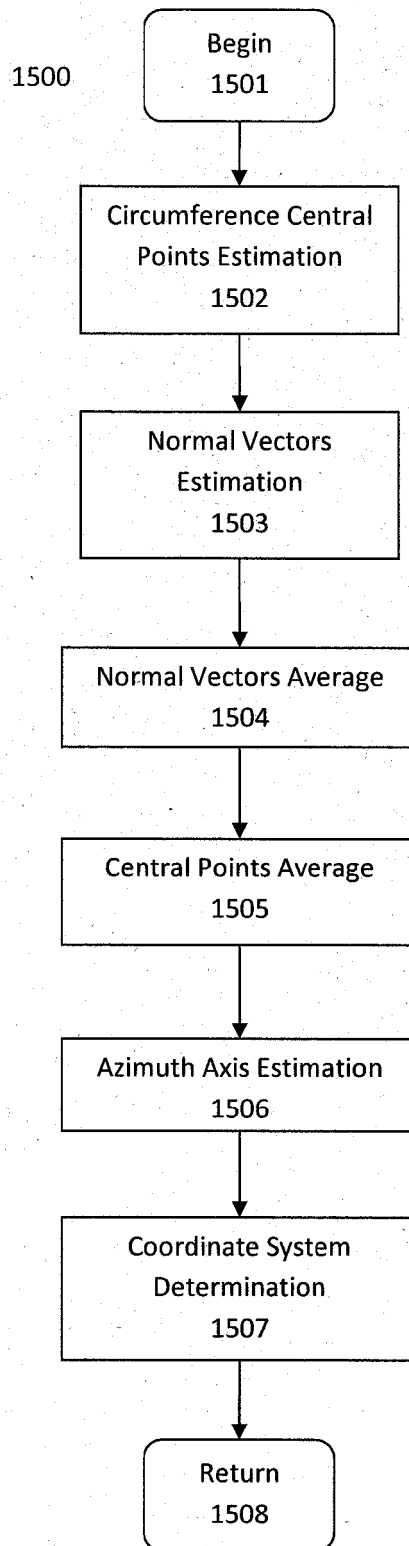 1500
Begin
1501
Circumference Central
Points Estimation
1502
Normal Vectors
Estimation
1503
Normal Vectors Average
1504
Central Points Average
1505
Azimuth Axis Estimation
1506
Coordinate System
Determination
1507
Return
1508